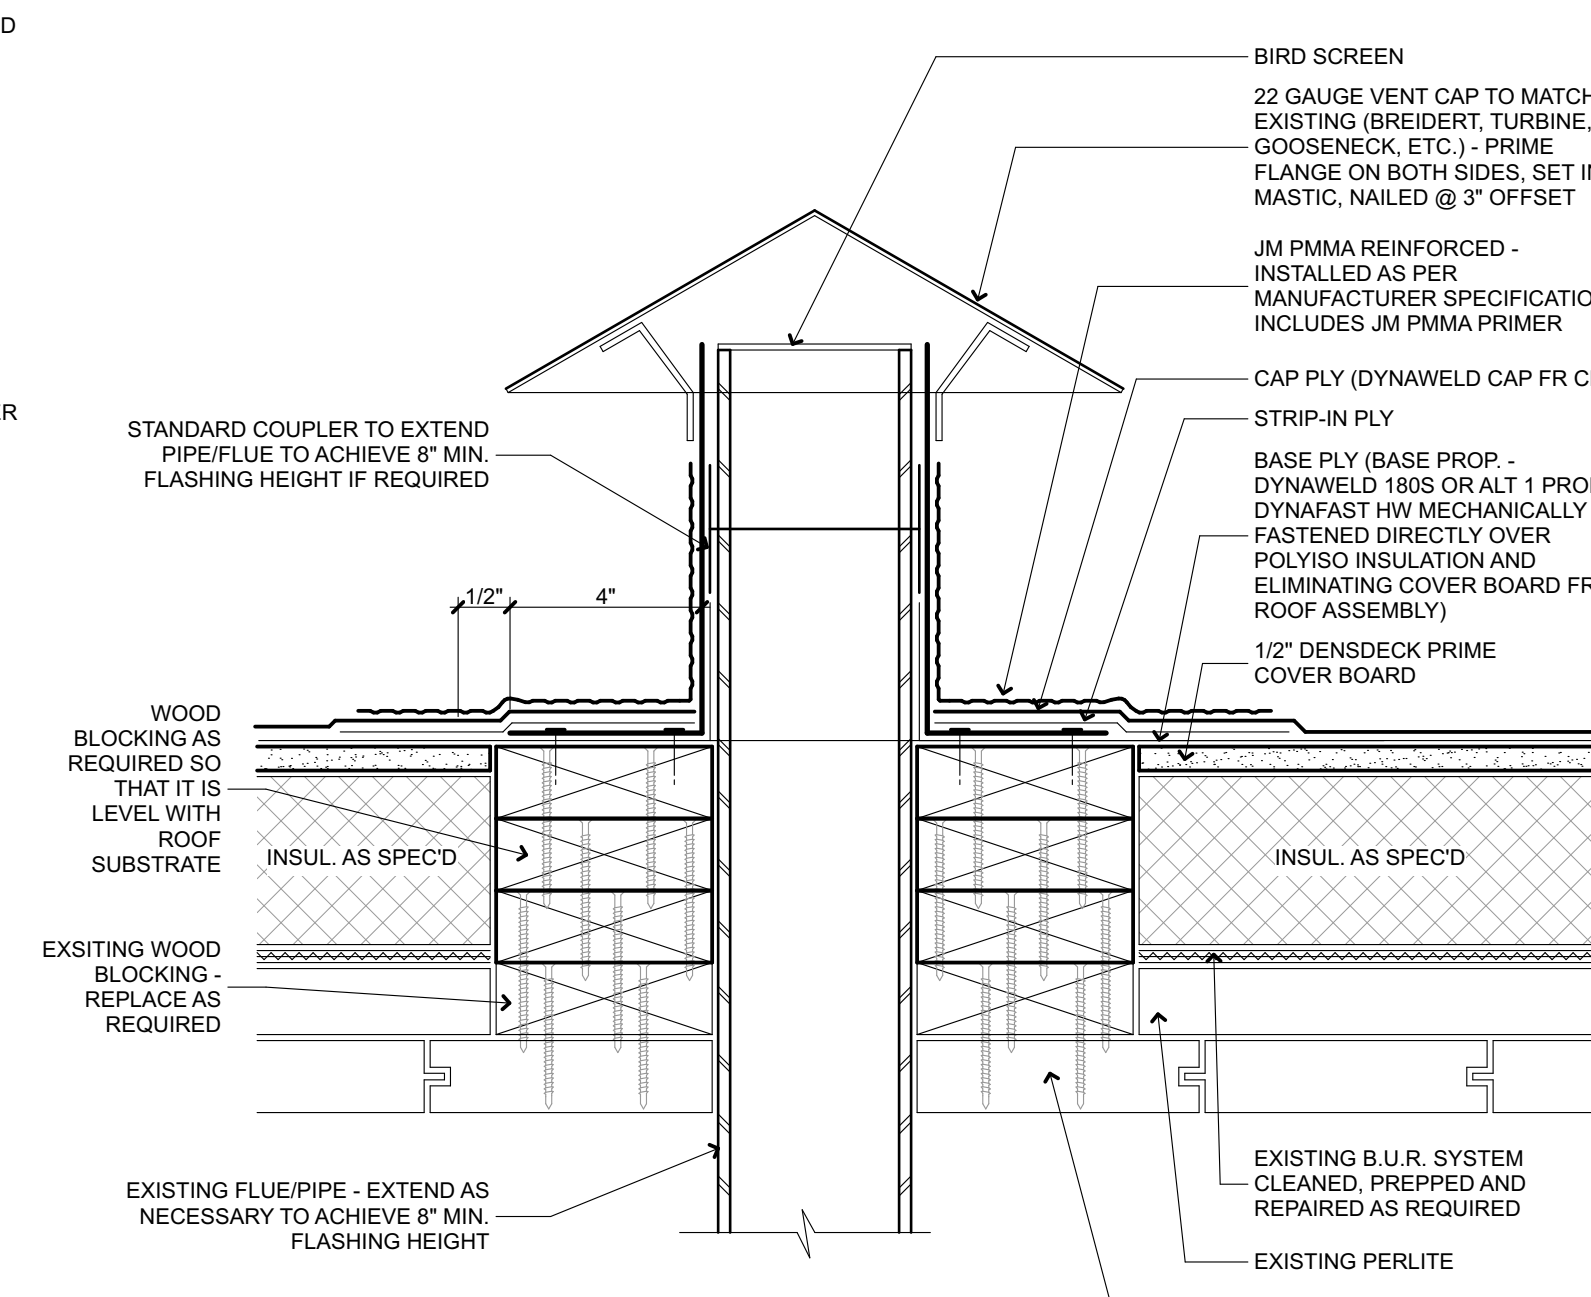 D
ER
BIRD SCREEN
22 GAUGE VENT CAP TO MATCH
EXISTING (BREIDERT, TURBINE,
GOOSENECK, ETC.) - PRIME
FLANGE ON BOTH SIDES, SET IN
MASTIC, NAILED @ 3" OFFSET
JM PMMA REINFORCED -
INSTALLED AS PER
MANUFACTURER SPECIFICATIO
INCLUDES JM PMMA PRIMER
CAP PLY (DYNAWELD CAP FR C
STRIP-IN PLY
BASE PLY (BASE PROP. -
DYNAWELD 180S OR ALT 1 PRO
DYNAFAST HW MECHANICALLY
FASTENED DIRECTLY OVER
POLYISO INSULATION AND
ELIMINATING COVER BOARD FR
ROOF ASSEMBLY)
1/2" DENSDECK PRIME
COVER BOARD
STANDARD COUPLER TO EXTEND
PIPE/FLUE TO ACHIEVE 8" MIN.
FLASHING HEIGHT IF REQUIRED
1/2" 4"
WOOD
BLOCKING AS
REQUIRED SO
THAT IT IS
LEVEL WITH
ROOF
SUBSTRATE
INSUL. AS SPEC'D
INSUL. AS SPEC'D
EXSITING WOOD
BLOCKING -
REPLACE AS
REQUIRED
EXISTING FLUE/PIPE - EXTEND AS
NECESSARY TO ACHIEVE 8" MIN.
FLASHING HEIGHT
EXISTING B.U.R. SYSTEM
CLEANED, PREPPED AND
REPAIRED AS REQUIRED
EXISTING PERLITE